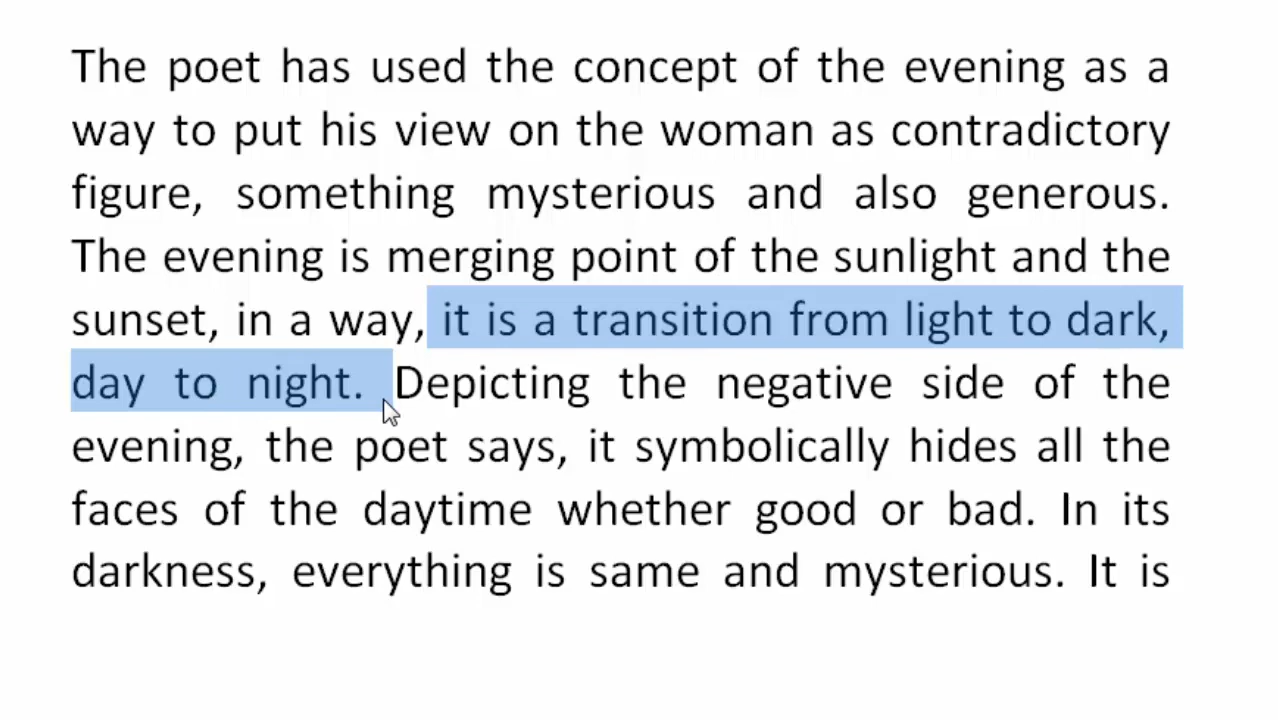 The poet has used the concept of the evening as a
way to put his view on the woman as contradictory
figure, something mysterious and also generous.
The evening is merging point of the sunlight and the
sunset, in a way, it is a transition from light to dark,
day to night. Depicting the negative side of the
evening, the poet says, it symbolically hides all the
faces of the daytime whether good or bad. In its
darkness, everything is same and mysterious. It is